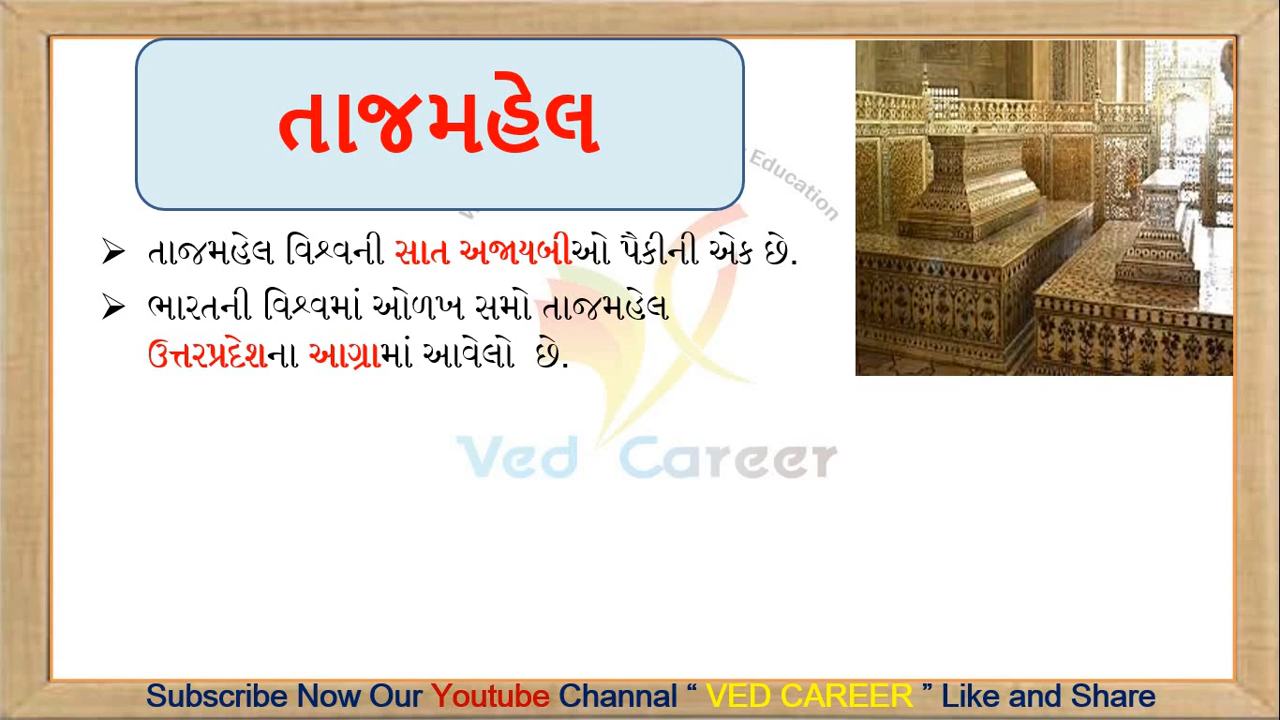 તાજમહેલ
Education
➢ તાજમહેલ વિશ્વની સાત અજાયબીઓ પૈકીની એક છે.
➢ ભારતની વિશ્વમાં ઓળખ સમો તાજમહેલ
ઉત્તરપ્રદેશના આગ્રામાં આવેલો છે.
Ved Career
Subscribe Now Our Youtube Channal “ VED CAREER ” Like and Share